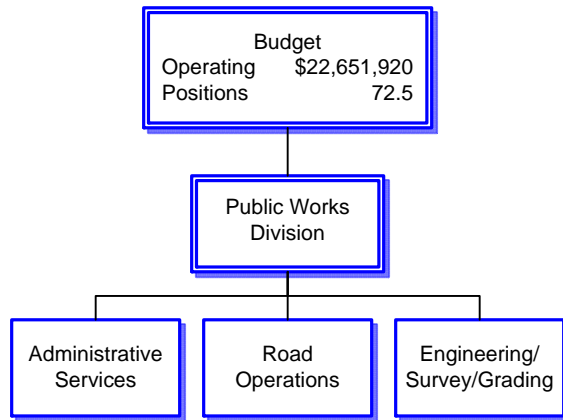 Budget
Operating $22,651,920
Positions 72.5
Public Works
Division
Administrative
Services
Road
Operations
Engineering/
Survey/Grading